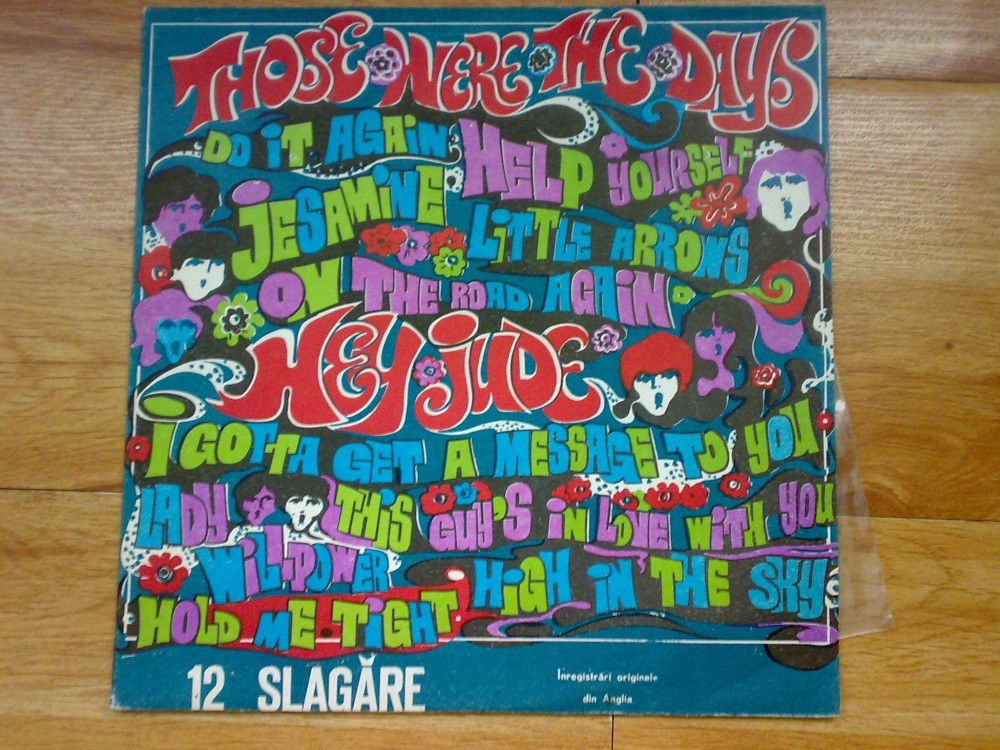 THOSE WERE THE DAYS
DO IT AGAIN HELP YOURSELF
JESAMINE LITTLE ARROWS
ON THE ROAD AGAIN
HEY JUDE
I GOTTA GET A MESSAGE TO YOU
LADY WILLPOWER THIS GUY'S IN LOVE WITH YOU
HIGH IN THE SKY
HOLD ME TIGHT
12 SLAGĂRE
Înregistrări originale
din Anglia